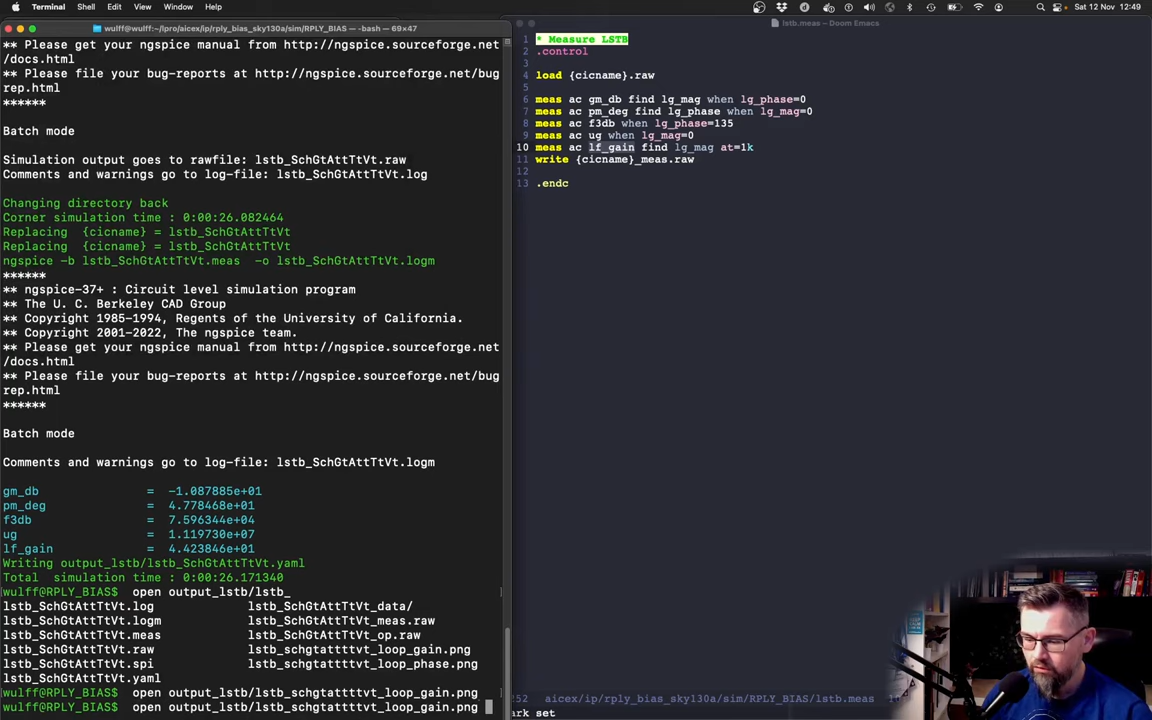 Terminal Shell Edit View Window Help
Sat 12 Nov 12:49
wulff@wulff:~/pro/aicex/ip/rply_bias_sky130a/sim/RPLY_BIAS — -bash — 69×47
** Please get your ngspice manual from http://ngspice.sourceforge.net
/docs.html
** Please file your bug-reports at http://ngspice.sourceforge.net/bug
rep.html
******
Batch mode
Simulation output goes to rawfile: lstb_SchGtAttTtVt.raw
Comments and warnings go to log-file: lstb_SchGtAttTtVt.log
Changing directory back
Corner simulation time : 0:00:26.082464
Replacing  {cicname} = lstb_SchGtAttTtVt
Replacing  {cicname} = lstb_SchGtAttTtVt
ngspice -b lstb_SchGtAttTtVt.meas  -o lstb_SchGtAttTtVt.logm
******
** ngspice-37+ : Circuit level simulation program
** The U. C. Berkeley CAD Group
** Copyright 1985-1994, Regents of the University of California.
** Copyright 2001-2022, The ngspice team.
** Please get your ngspice manual from http://ngspice.sourceforge.net
/docs.html
** Please file your bug-reports at http://ngspice.sourceforge.net/bug
rep.html
******
Batch mode
Comments and warnings go to log-file: lstb_SchGtAttTtVt.logm
gm_db               =  -1.087885e+01
pm_deg              =  4.778468e+01
f3db                =  7.596344e+04
ug                  =  1.119730e+07
lf_gain             =  4.423846e+01
Writing output_lstb/lstb_SchGtAttTtVt.yaml
Total  simulation time : 0:00:26.171340
wulff@RPLY_BIAS$  open output_lstb/lstb_
lstb_SchGtAttTtVt.log             lstb_SchGtAttTtVt_data/
lstb_SchGtAttTtVt.logm            lstb_SchGtAttTtVt_meas.raw
lstb_SchGtAttTtVt.meas            lstb_SchGtAttTtVt_op.raw
lstb_SchGtAttTtVt.raw             lstb_schgtattttvt_loop_gain.png
lstb_SchGtAttTtVt.spi             lstb_schgtattttvt_loop_phase.png
lstb_SchGtAttTtVt.yaml
wulff@RPLY_BIAS$  open output_lstb/lstb_schgtattttvt_loop_gain.png
wulff@RPLY_BIAS$  open output_lstb/lstb_schgtattttvt_loop_gain.png
lstb.meas – Doom Emacs
1 * Measure LSTB
2 .control
3
4 load {cicname}.raw
5
6 meas ac gm_db find lg_mag when lg_phase=0
7 meas ac pm_deg find lg_phase when lg_mag=0
8 meas ac f3db when lg_phase=135
9 meas ac ug when lg_mag=0
10 meas ac lf_gain find lg_mag at=1k
11 write {cicname}_meas.raw
12
13 .endc
252 aicex/ip/rply_bias_sky130a/sim/RPLY_BIAS/lstb.meas
ark set